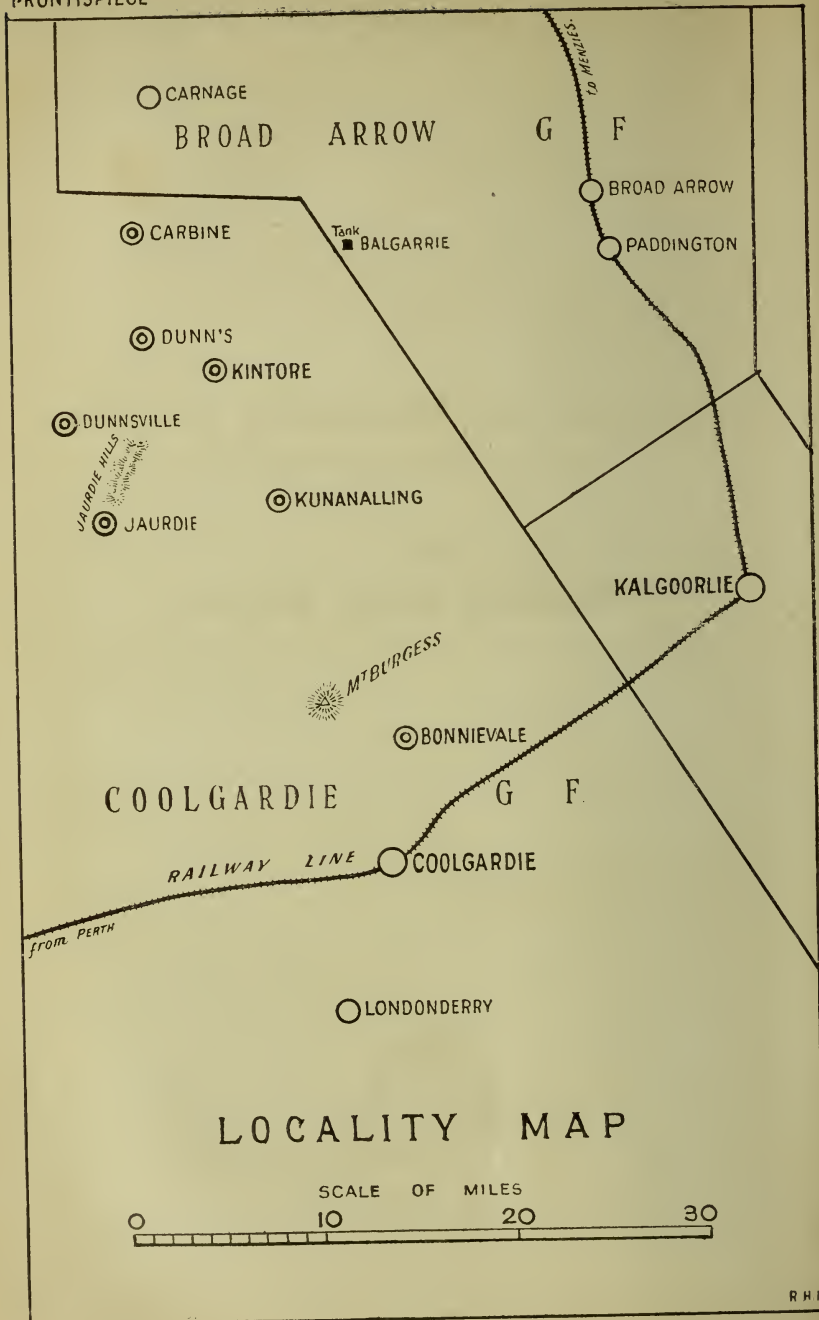 FRONTISPIECE
to MENZIES.
CARNAGE
BROAD ARROW G F
BROAD ARROW
CARBINE
Tank
BALGARRIE
PADDINGTON
DUNN'S
KINTORE
DUNNSVILLE
JAURDIE HILLS
KUNANALLING
JAURDIE
KALGOORLIE
MT BURGESS
BONNIEVALE
COOLGARDIE G F.
RAILWAY LINE
COOLGARDIE
from PERTH
LONDONDERRY
LOCALITY MAP
SCALE OF MILES
0 10 20 30